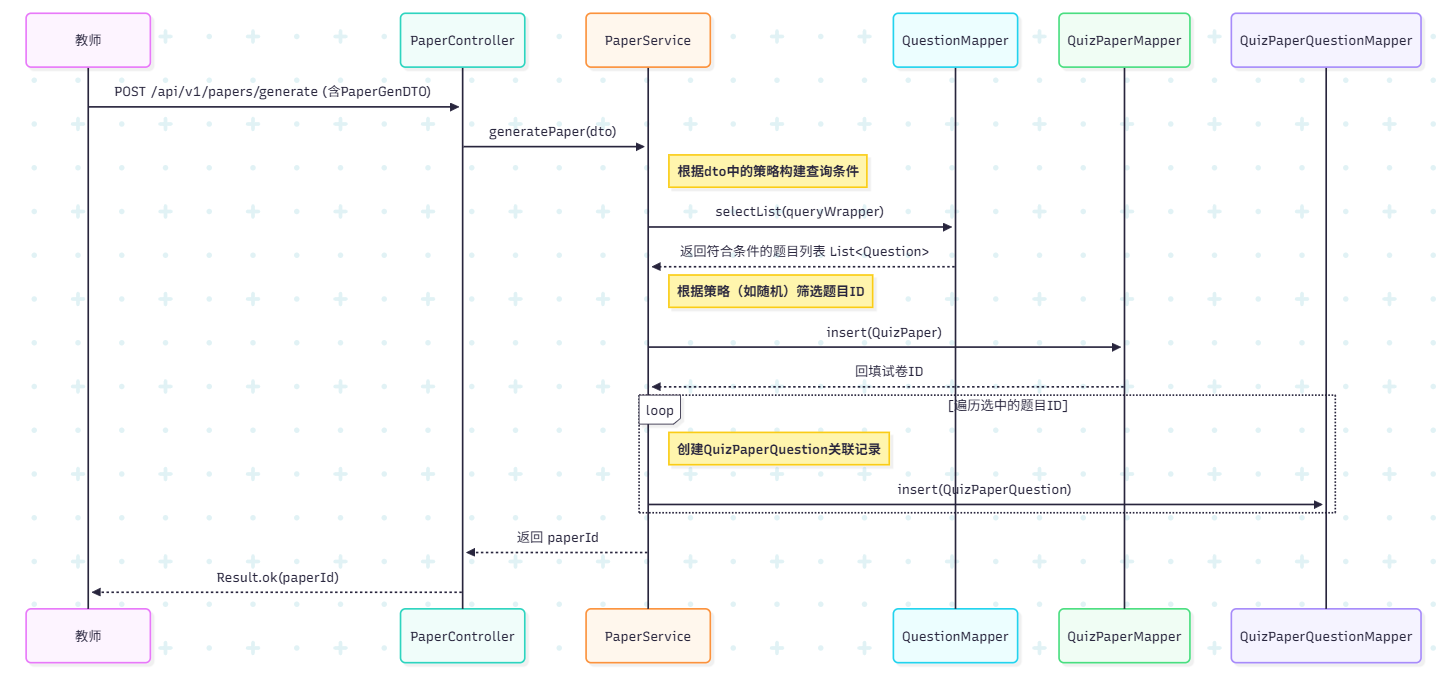 教师
PaperController
PaperService
QuestionMapper
QuizPaperMapper
QuizPaperQuestionMapper
POST /api/v1/papers/generate (含PaperGenDTO)
generatePaper(dto)
根据dto中的策略构建查询条件
selectList(queryWrapper)
返回符合条件的题目列表 List<Question>
根据策略（如随机）筛选题目ID
insert(QuizPaper)
回填试卷ID
loop
[遍历选中的题目ID]
创建QuizPaperQuestion关联记录
insert(QuizPaperQuestion)
返回 paperId
Result.ok(paperId)
教师
PaperController
PaperService
QuestionMapper
QuizPaperMapper
QuizPaperQuestionMapper